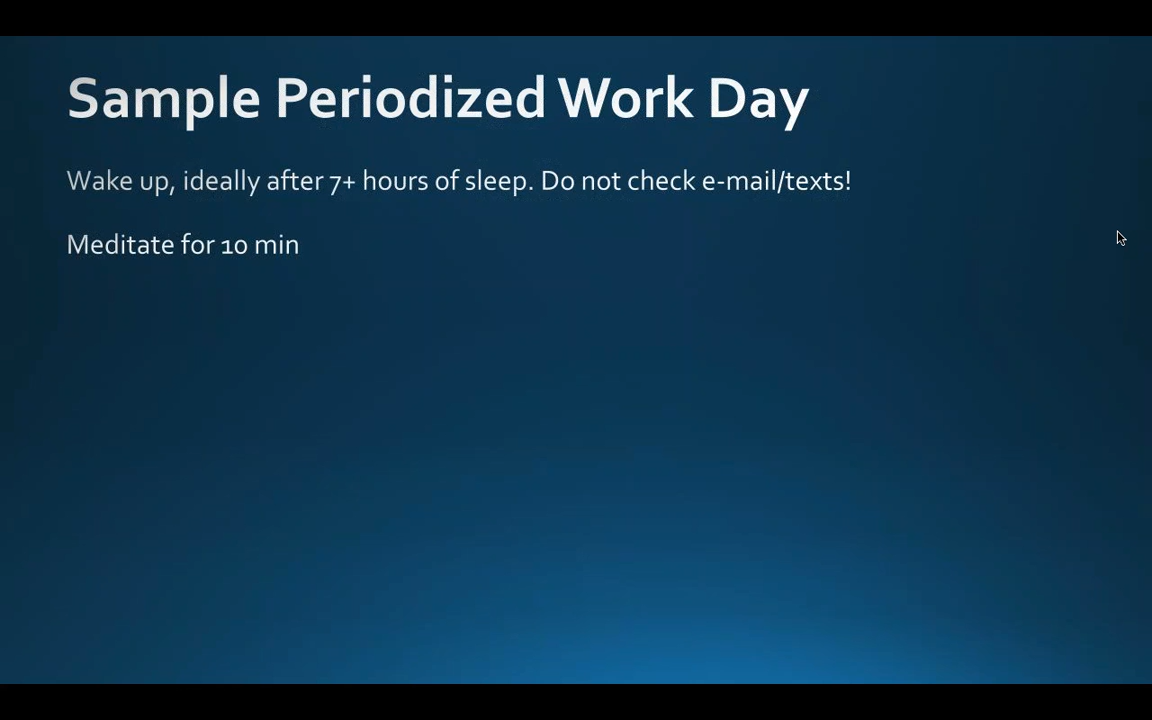 Sample Periodized Work Day
Wake up, ideally after 7+ hours of sleep. Do not check e-mail/texts!
Meditate for 10 min